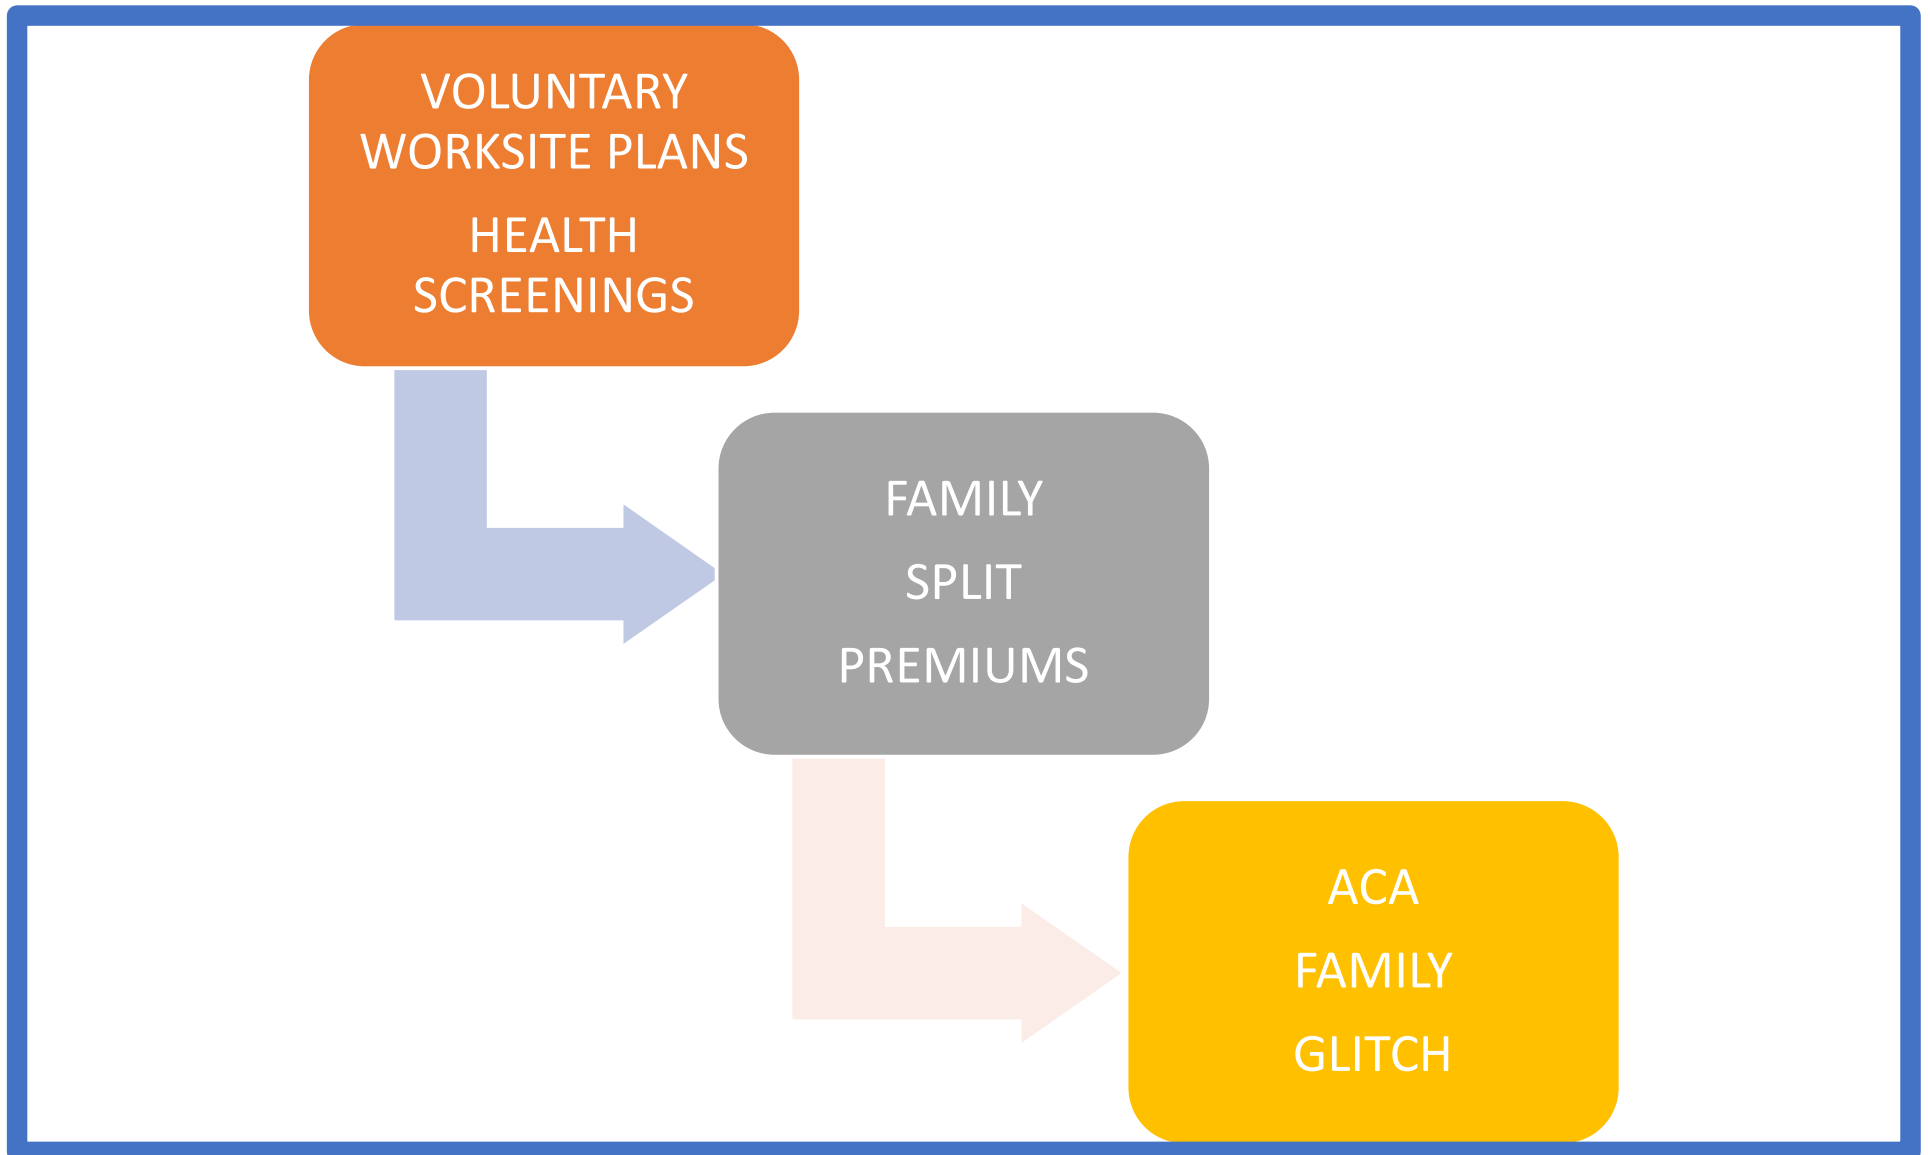 VOLUNTARY
WORKSITE PLANS
HEALTH
SCREENINGS
FAMILY
SPLIT
PREMIUMS
ACA
FAMILY
GLITCH